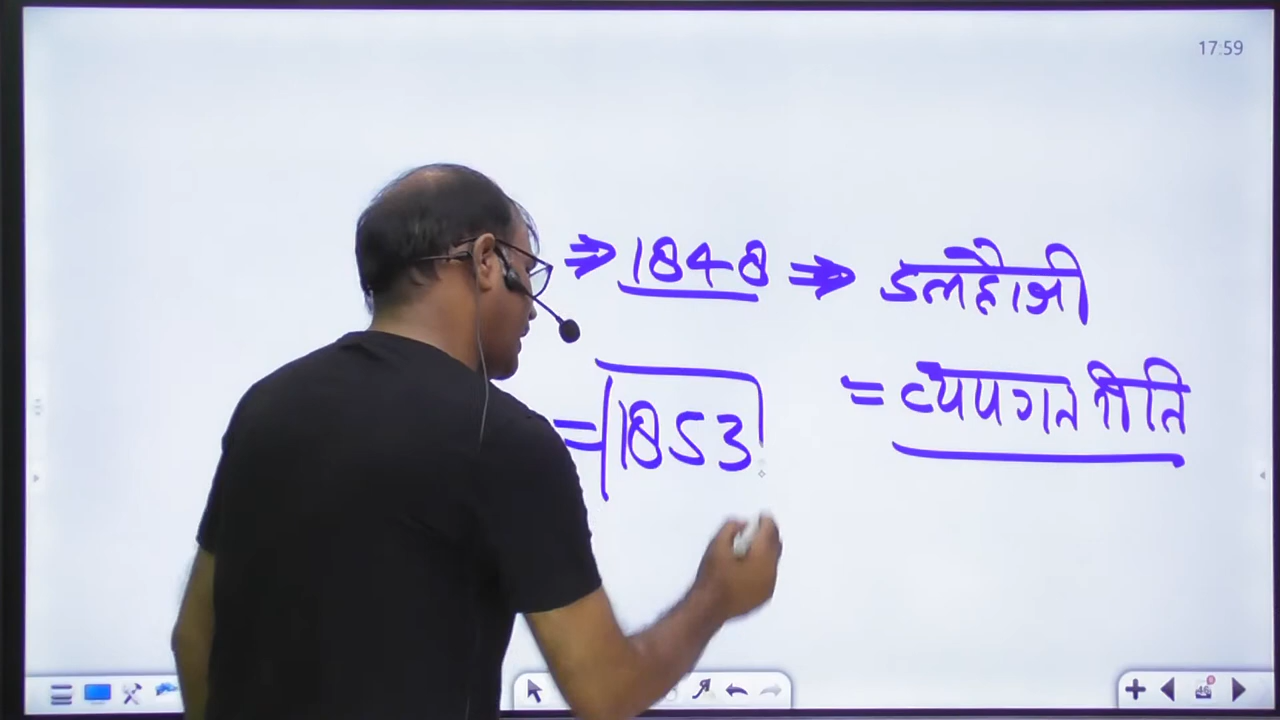 17:59
⇒ 1848 ⇒ डलहौजी
= 1853 = व्यपगत नीति